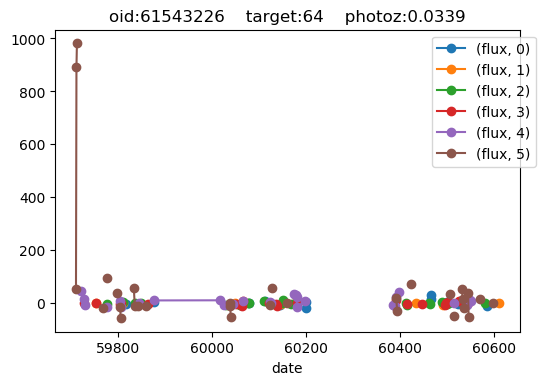 oid:61543226    target:64    photoz:0.0339
1000
800
600
400
200
0
59800
60000
60200
60400
60600
date
(flux, 0)
(flux, 1)
(flux, 2)
(flux, 3)
(flux, 4)
(flux, 5)